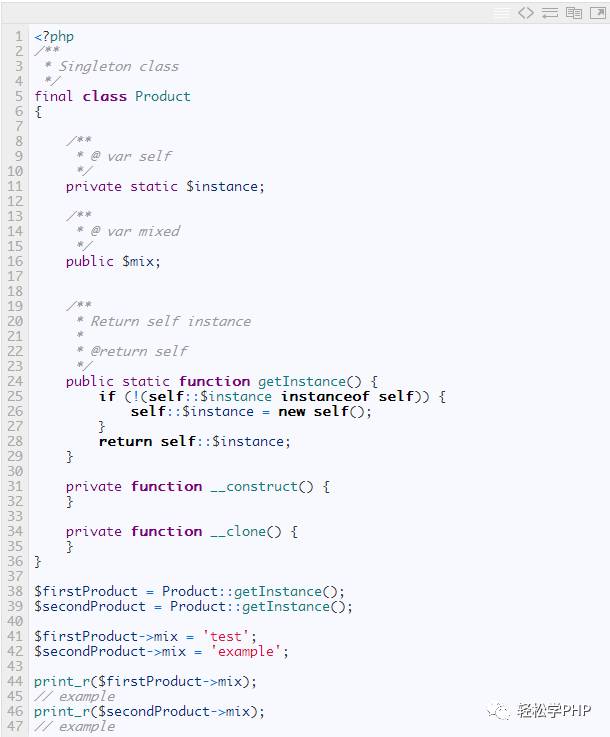 1 <?php
2 /**
3  * Singleton class
4  */
5 final class Product
6 {
7
8     /**
9      * @ var self
10      */
11     private static $instance;
12
13     /**
14      * @ var mixed
15      */
16     public $mix;
17
18
19     /**
20      * Return self instance
21      *
22      * @return self
23      */
24     public static function getInstance() {
25         if (!(self::$instance instanceof self)) {
26             self::$instance = new self();
27         }
28         return self::$instance;
29     }
30
31     private function __construct() {
32     }
33
34     private function __clone() {
35     }
36 }
37
38 $firstProduct = Product::getInstance();
39 $secondProduct = Product::getInstance();
40
41 $firstProduct->mix = 'test';
42 $secondProduct->mix = 'example';
43
44 print_r($firstProduct->mix);
45 // example
46 print_r($secondProduct->mix);
47 // example
轻松学PHP